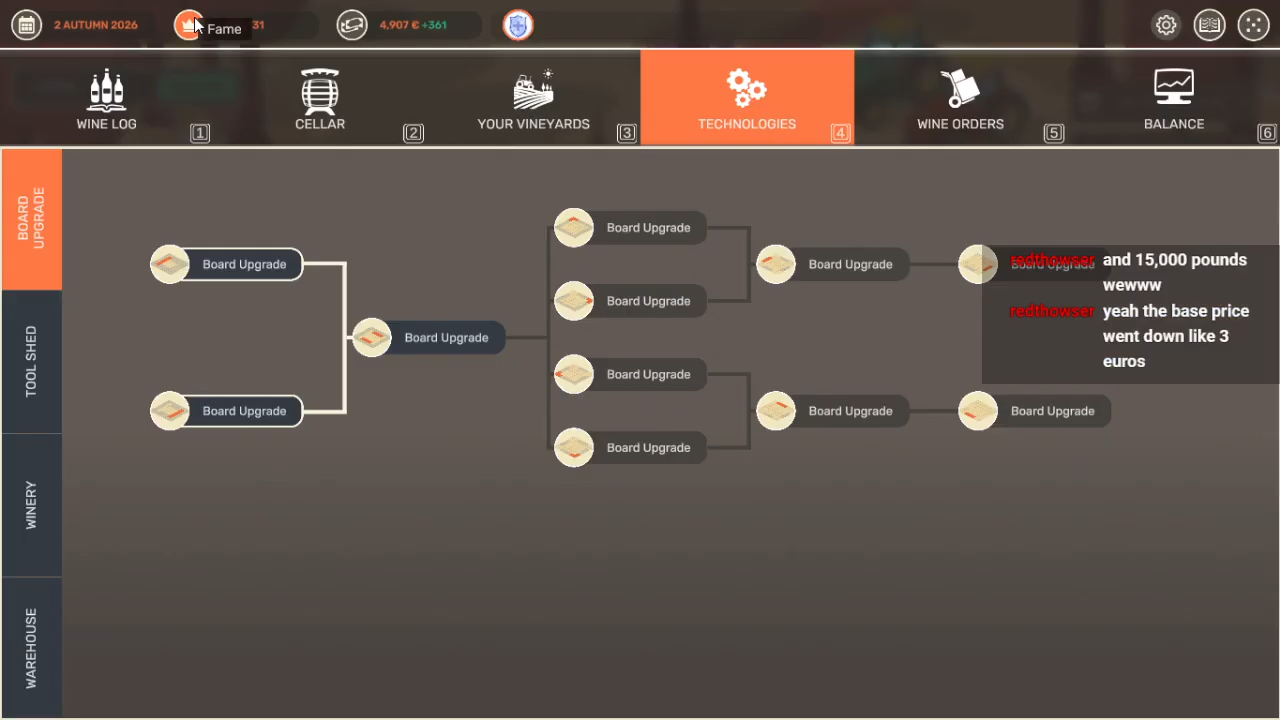 2 AUTUMN 2026
Fame
31
4,907 € +361
WINE LOG
1
CELLAR
2
YOUR VINEYARDS
3
TECHNOLOGIES
4
WINE ORDERS
5
BALANCE
6
BOARD
UPGRADE
TOOL SHED
WINERY
WAREHOUSE
Board Upgrade
Board Upgrade
Board Upgrade
Board Upgrade
Board Upgrade
Board Upgrade
Board Upgrade
Board Upgrade
Board Upgrade
Board Upgrade
Board Upgrade
redthowser and 15,000 pounds
wewww
redthowser yeah the base price
went down like 3
euros